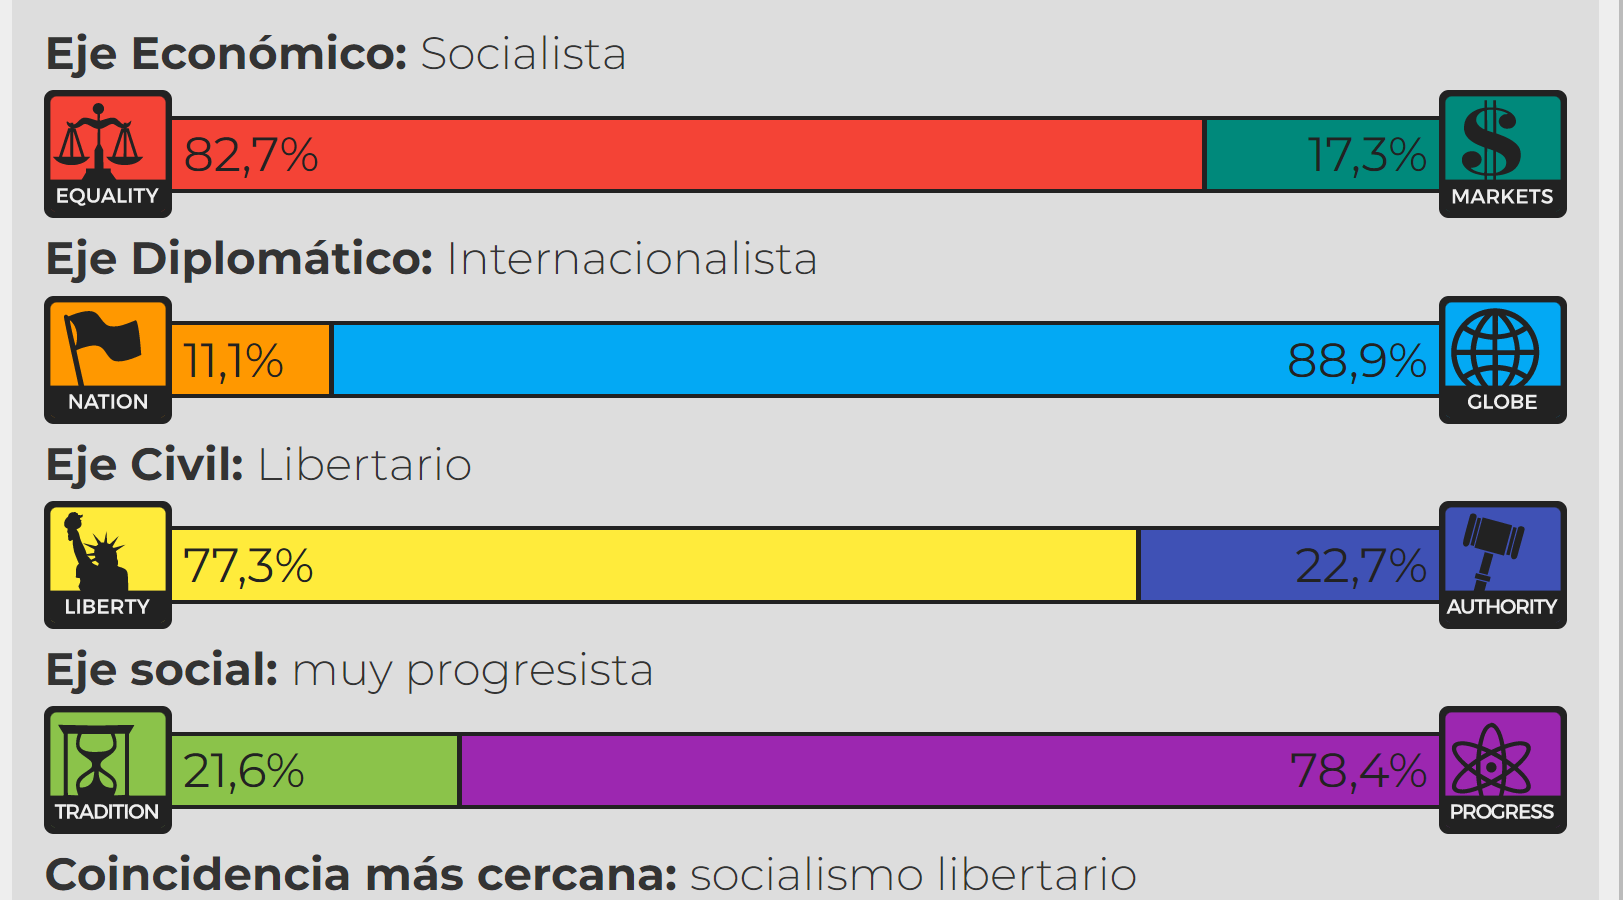 Eje Económico: Socialista
EQUALITY 82,7% 17,3% MARKETS
Eje Diplomático: Internacionalista
NATION 11,1% 88,9% GLOBE
Eje Civil: Libertario
LIBERTY 77,3% 22,7% AUTHORITY
Eje social: muy progresista
TRADITION 21,6% 78,4% PROGRESS
Coincidencia más cercana: socialismo libertario